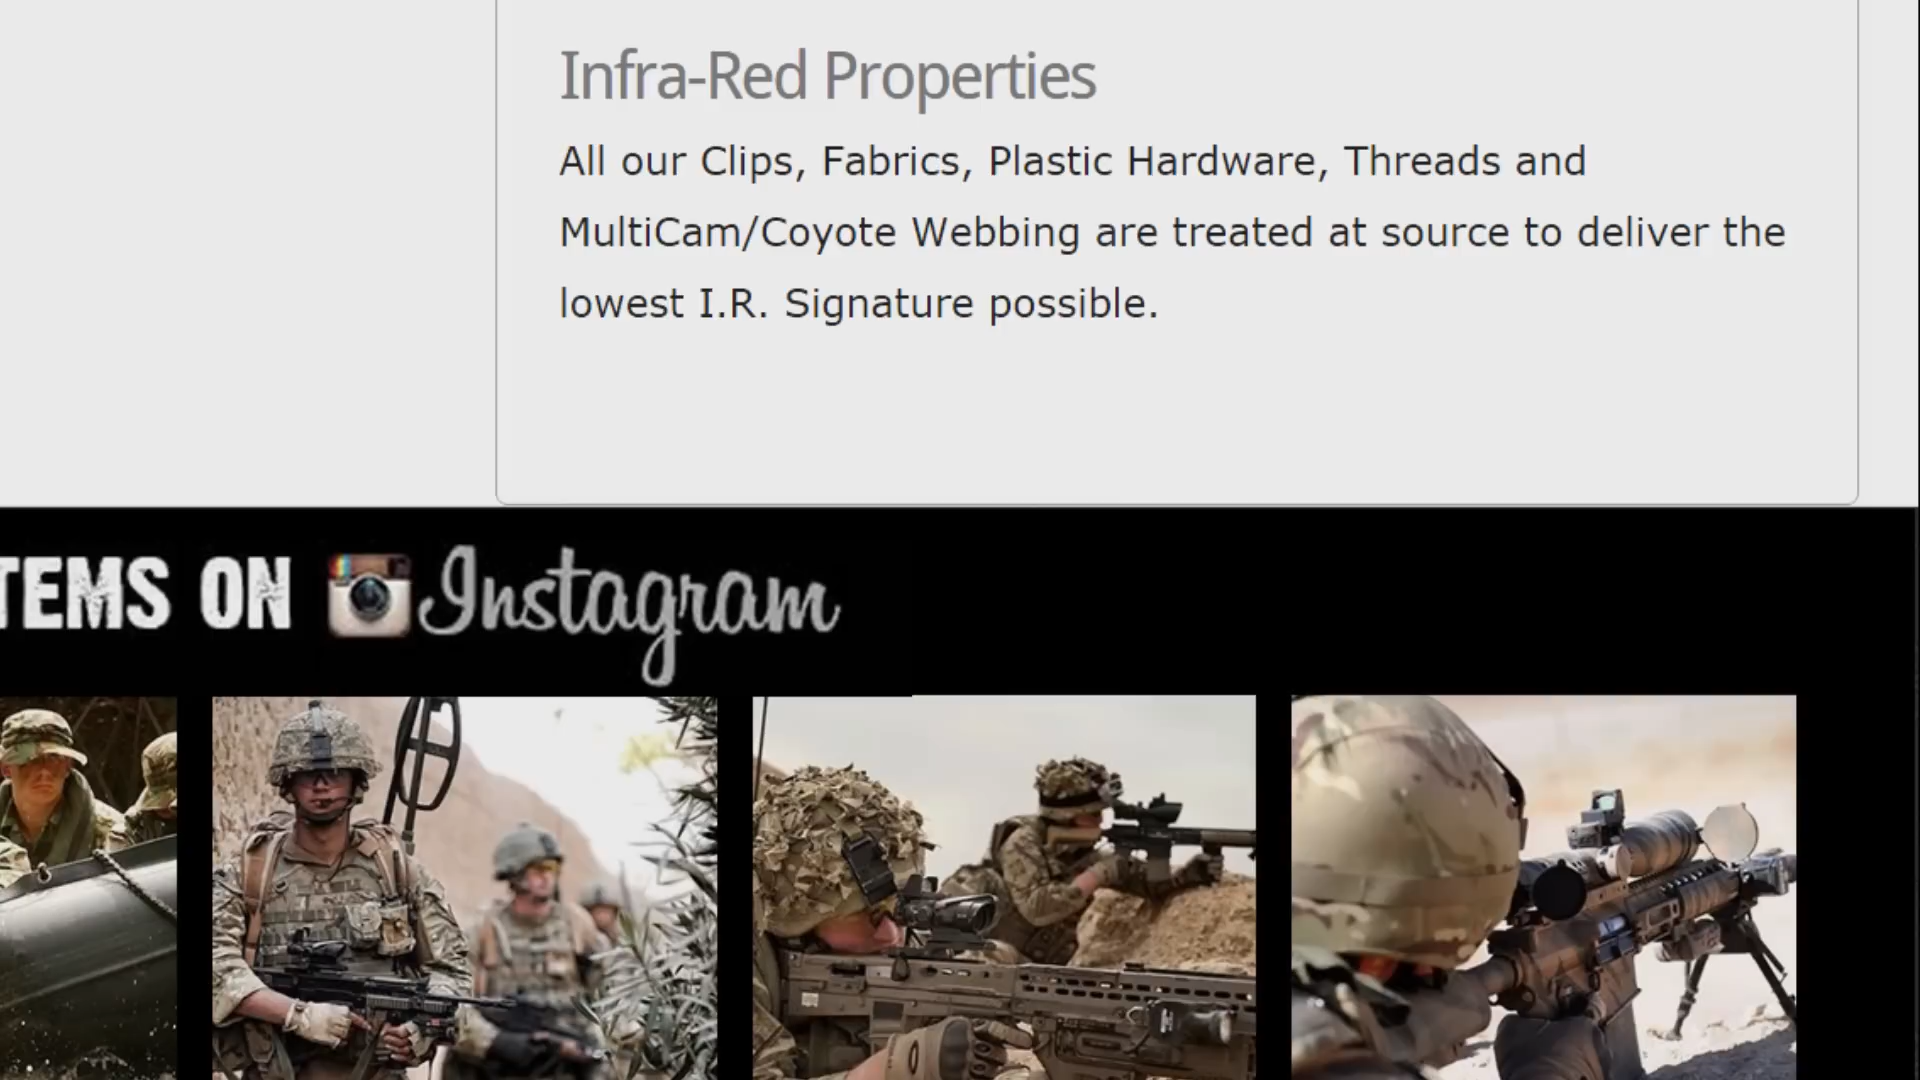 Infra-Red Properties
All our Clips, Fabrics, Plastic Hardware, Threads and
MultiCam/Coyote Webbing are treated at source to deliver the
lowest I.R. Signature possible.
TEMS ON Instagram